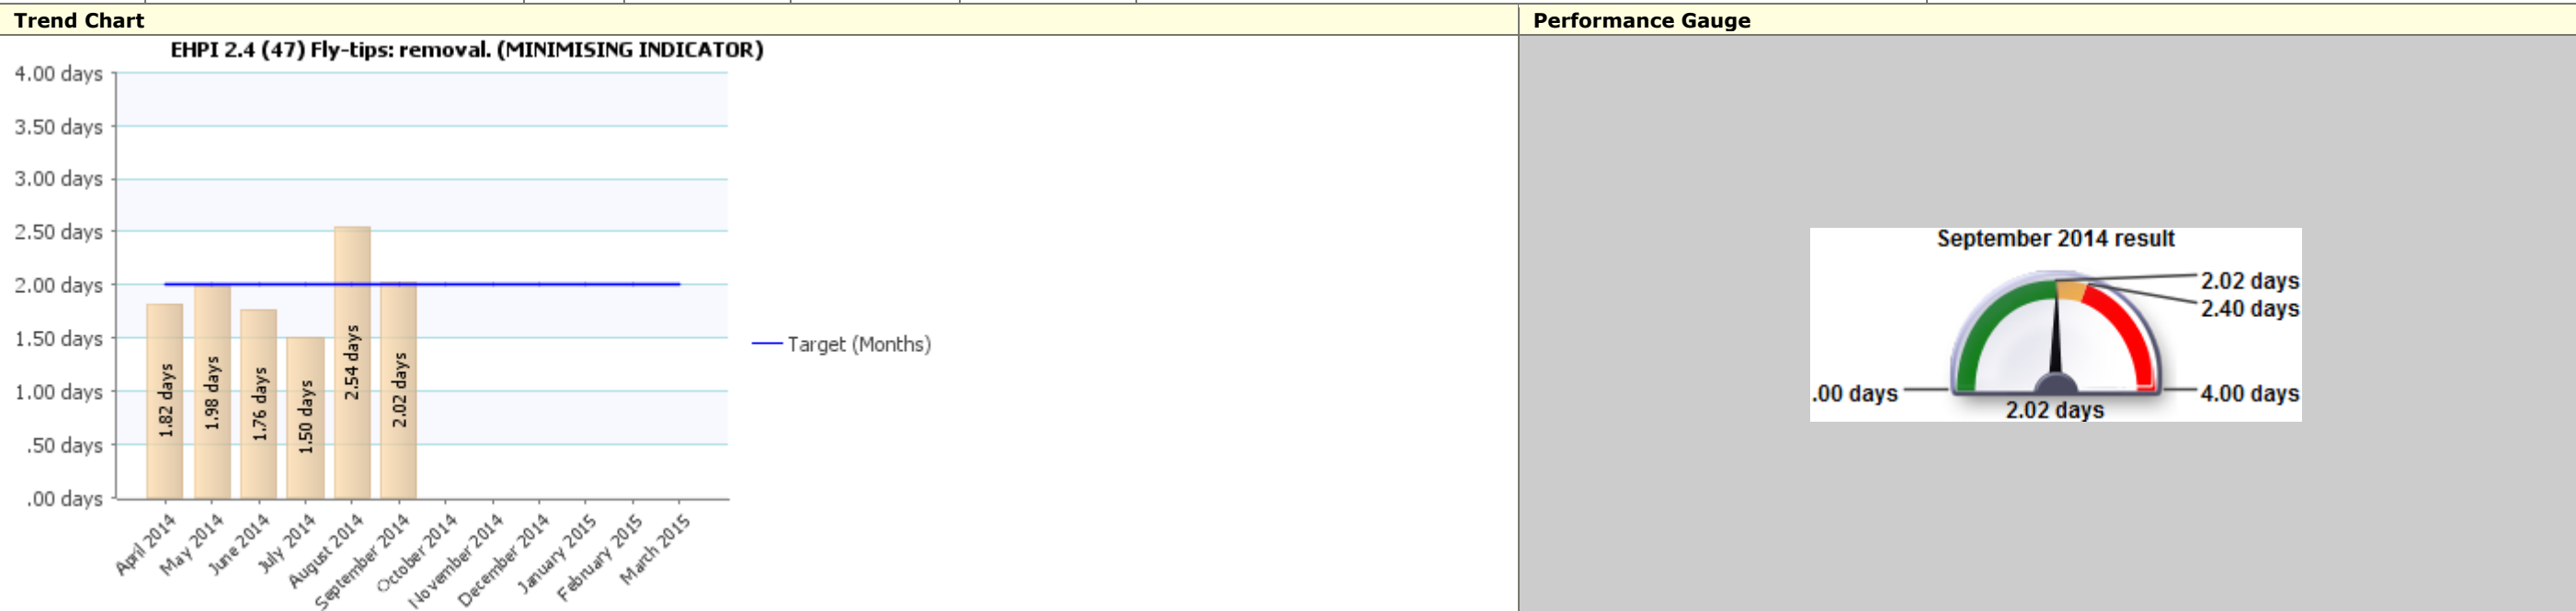 Trend Chart
Performance Gauge
EHPI 2.4 (47) Fly-tips: removal. (MINIMISING INDICATOR)
4.00 days
3.50 days
3.00 days
2.50 days
2.00 days
1.50 days
1.00 days
.50 days
.00 days
1.82 days
1.98 days
1.76 days
1.50 days
2.54 days
2.02 days
April 2014
May 2014
June 2014
July 2014
August 2014
September 2014
October 2014
November 2014
December 2014
January 2015
February 2015
March 2015
Target (Months)
September 2014 result
2.02 days
2.40 days
.00 days
4.00 days
2.02 days